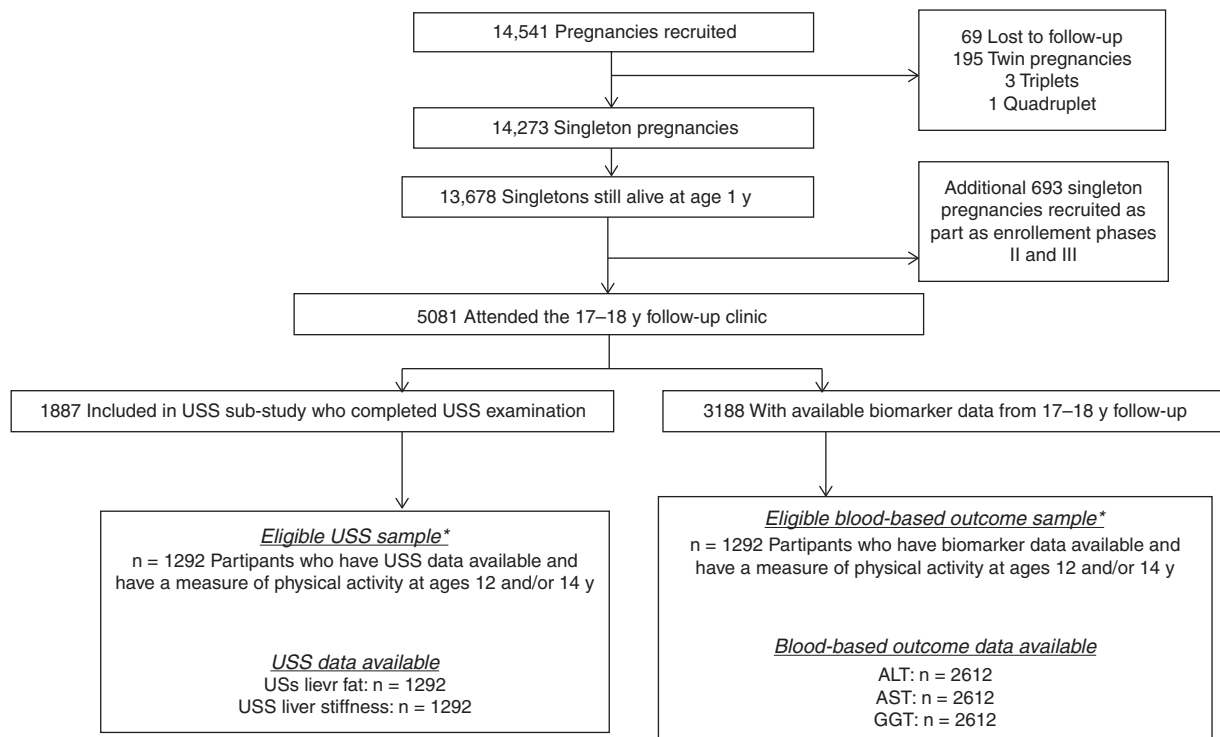 14,541 Pregnancies recruited
69 Lost to follow-up
195 Twin pregnancies
3 Triplets
1 Quadruplet
14,273 Singleton pregnancies
13,678 Singletons still alive at age 1 y
Additional 693 singleton
pregnancies recruited as
part as enrollement phases
II and III
5081 Attended the 17–18 y follow-up clinic
1887 Included in USS sub-study who completed USS examination
3188 With available biomarker data from 17–18 y follow-up
Eligible USS sample*
n = 1292 Partipants who have USS data available and
have a measure of physical activity at ages 12 and/or 14 y
USS data available
USs lievr fat: n = 1292
USS liver stiffness: n = 1292
Eligible blood-based outcome sample*
n = 1292 Partipants who have biomarker data available and
have a measure of physical activity at ages 12 and/or 14 y
Blood-based outcome data available
ALT: n = 2612
AST: n = 2612
GGT: n = 2612